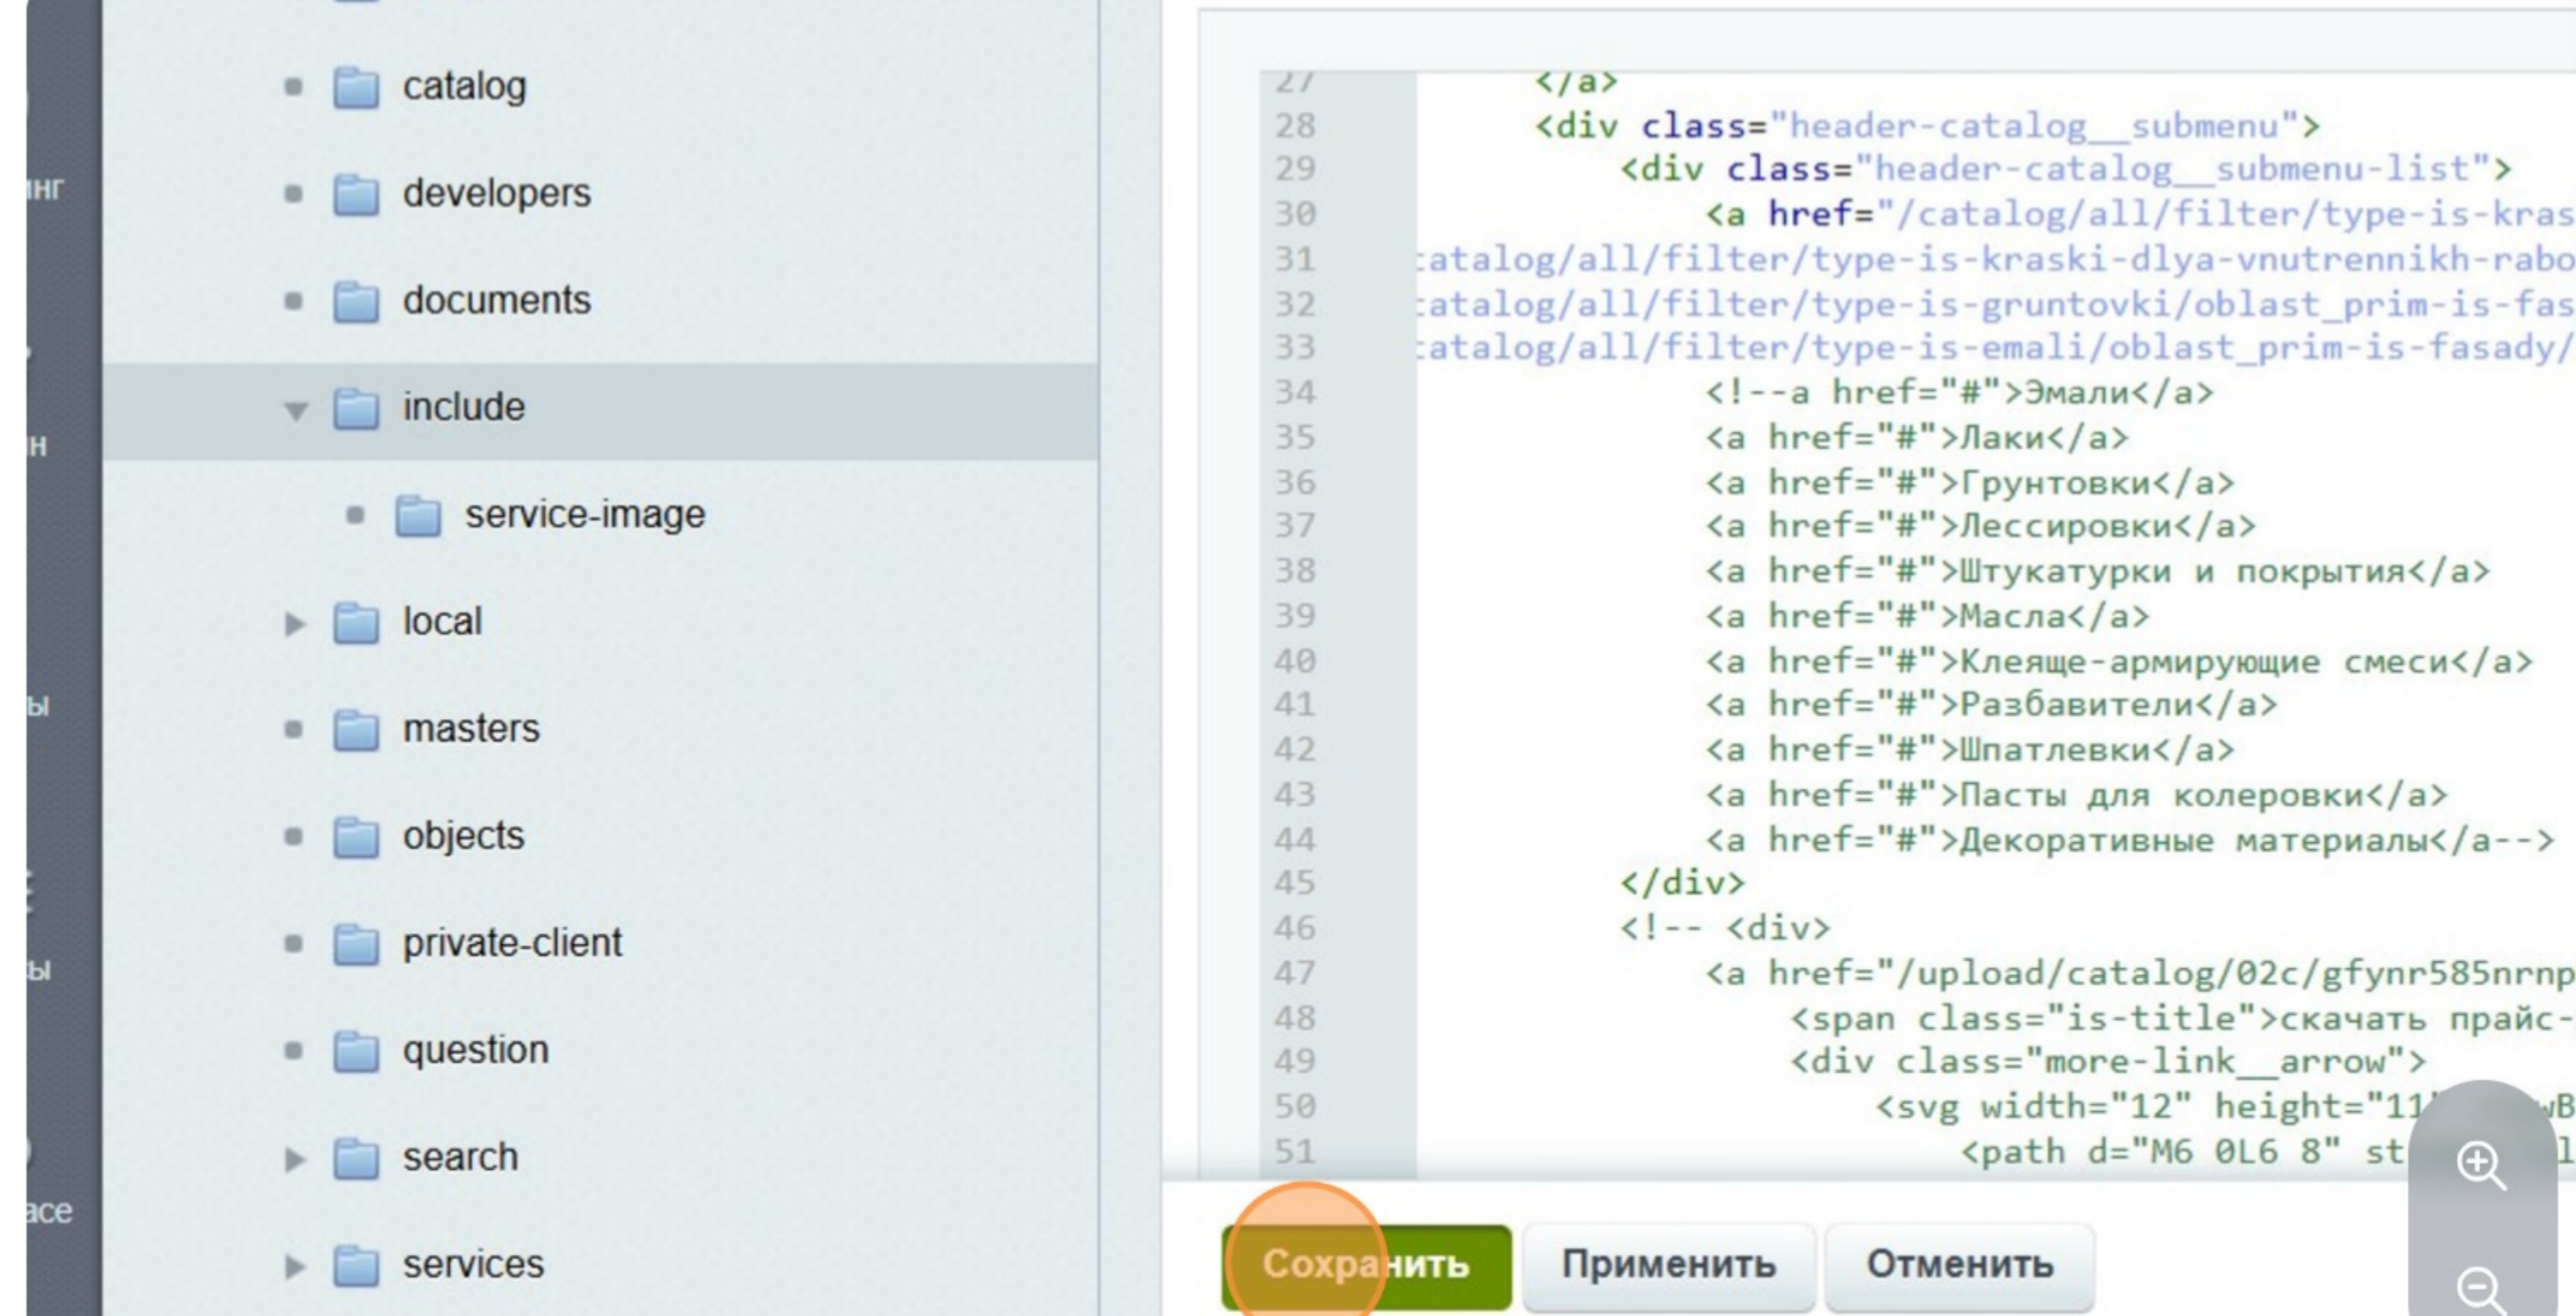 инг
н
ы
ы
ace
catalog
developers
documents
include
service-image
local
masters
objects
private-client
question
search
services
27 </a>
28 <div class="header-catalog__submenu">
29 <div class="header-catalog__submenu-list">
30 <a href="/catalog/all/filter/type-is-kras
31 catalog/all/filter/type-is-kraski-dlya-vnutrennikh-rabo
32 catalog/all/filter/type-is-gruntovki/oblast_prim-is-fas
33 catalog/all/filter/type-is-emali/oblast_prim-is-fasady/
34 <!--a href="#">Эмали</a>
35 <a href="#">Лаки</a>
36 <a href="#">Грунтовки</a>
37 <a href="#">Лессировки</a>
38 <a href="#">Штукатурки и покрытия</a>
39 <a href="#">Масла</a>
40 <a href="#">Клеяще-армирующие смеси</a>
41 <a href="#">Разбавители</a>
42 <a href="#">Шпатлевки</a>
43 <a href="#">Пасты для колеровки</a>
44 <a href="#">Декоративные материалы</a-->
45 </div>
46 <!-- <div>
47 <a href="/upload/catalog/02c/gfynr585nrnp
48 <span class="is-title">скачать прайс-
49 <div class="more-link__arrow">
50 <svg width="12" height="11
51 <path d="M6 0L6 8" st
Сохранить
Применить
Отменить